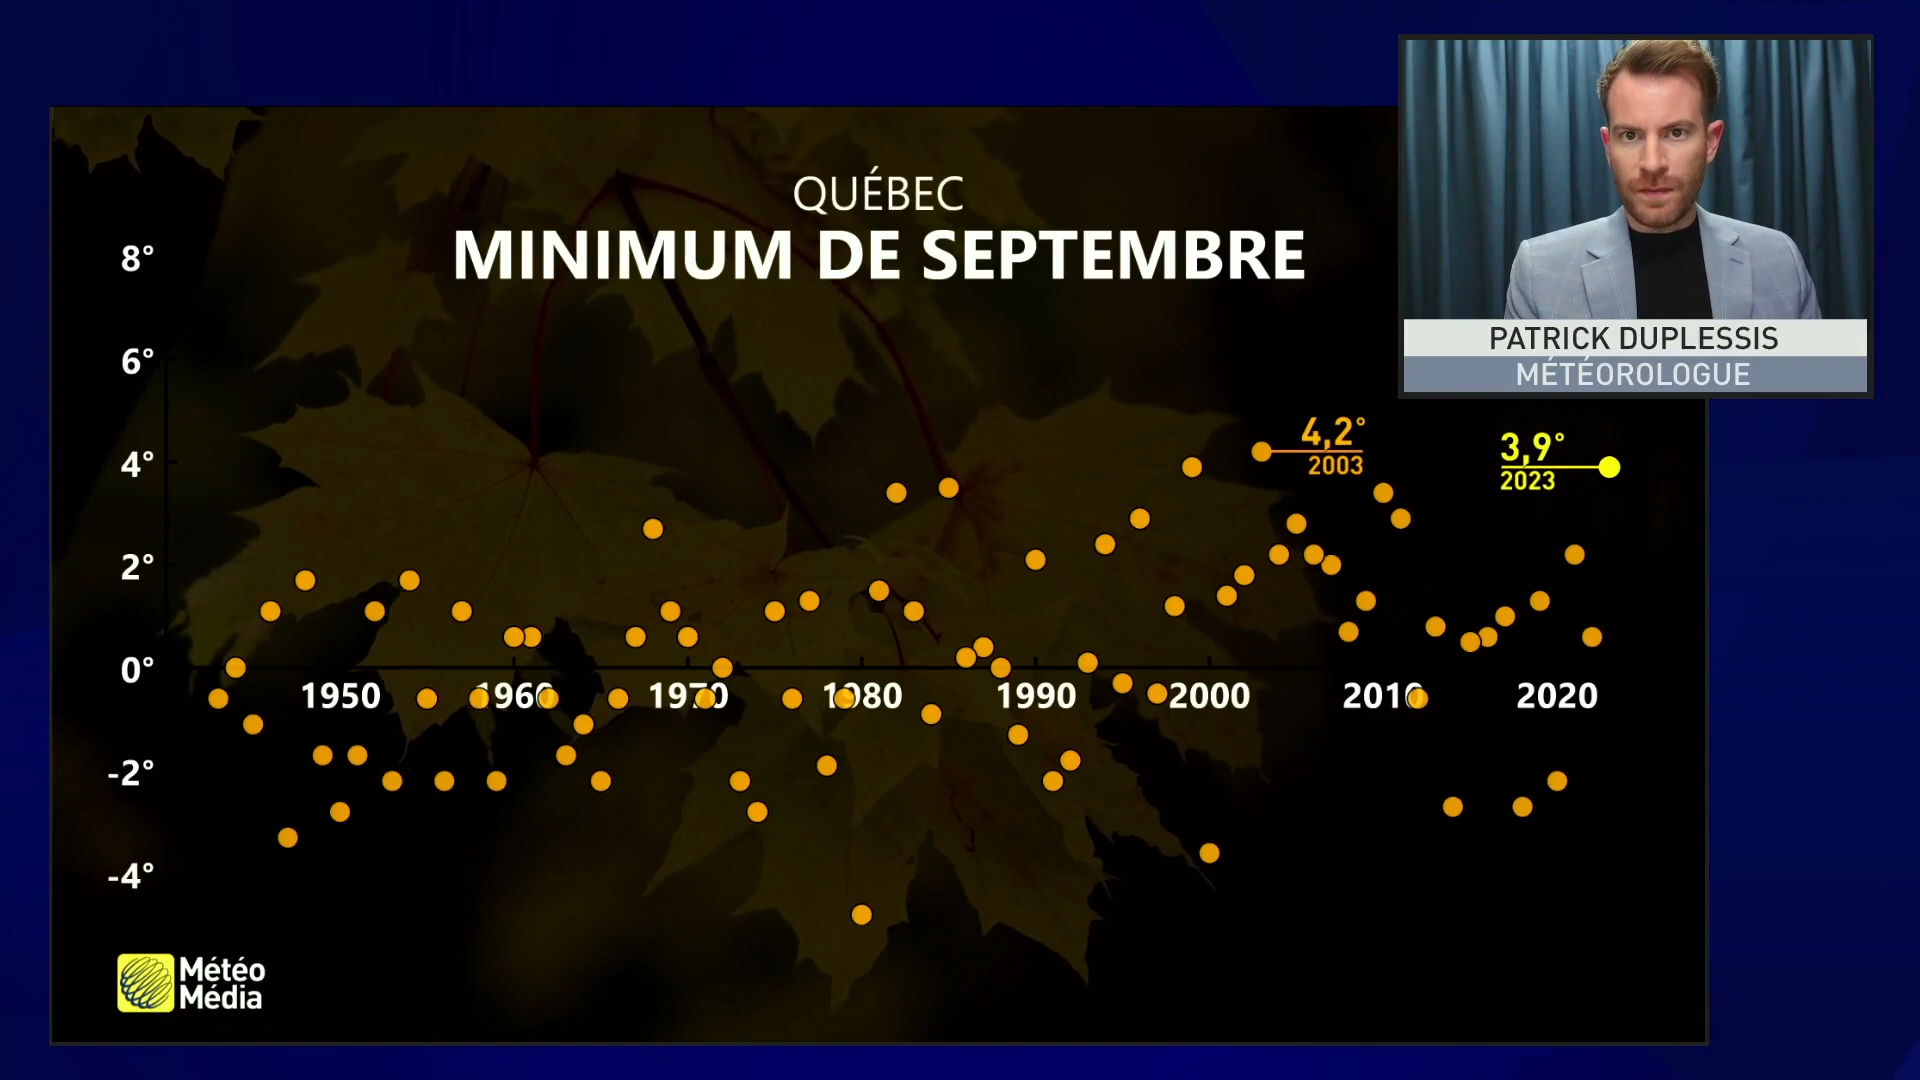 QUÉBEC
MINIMUM DE SEPTEMBRE
PATRICK DUPLESSIS
MÉTÉOROLOGUE
8°
6°
4°
2°
0°
-2°
-4°
4,2°
2003
3,9°
2023
1950 1960 1970 1980 1990 2000 2010 2020
Météo
Média